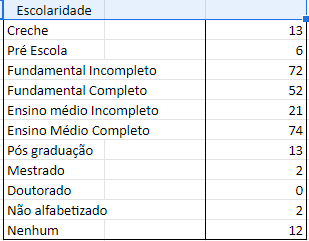 Escolaridade
Creche 13
Pré Escola 6
Fundamental Incompleto 72
Fundamental Completo 52
Ensino médio Incompleto 21
Ensino Médio Completo 74
Pós graduação 13
Mestrado 2
Doutorado 0
Não alfabetizado 2
Nenhum 12